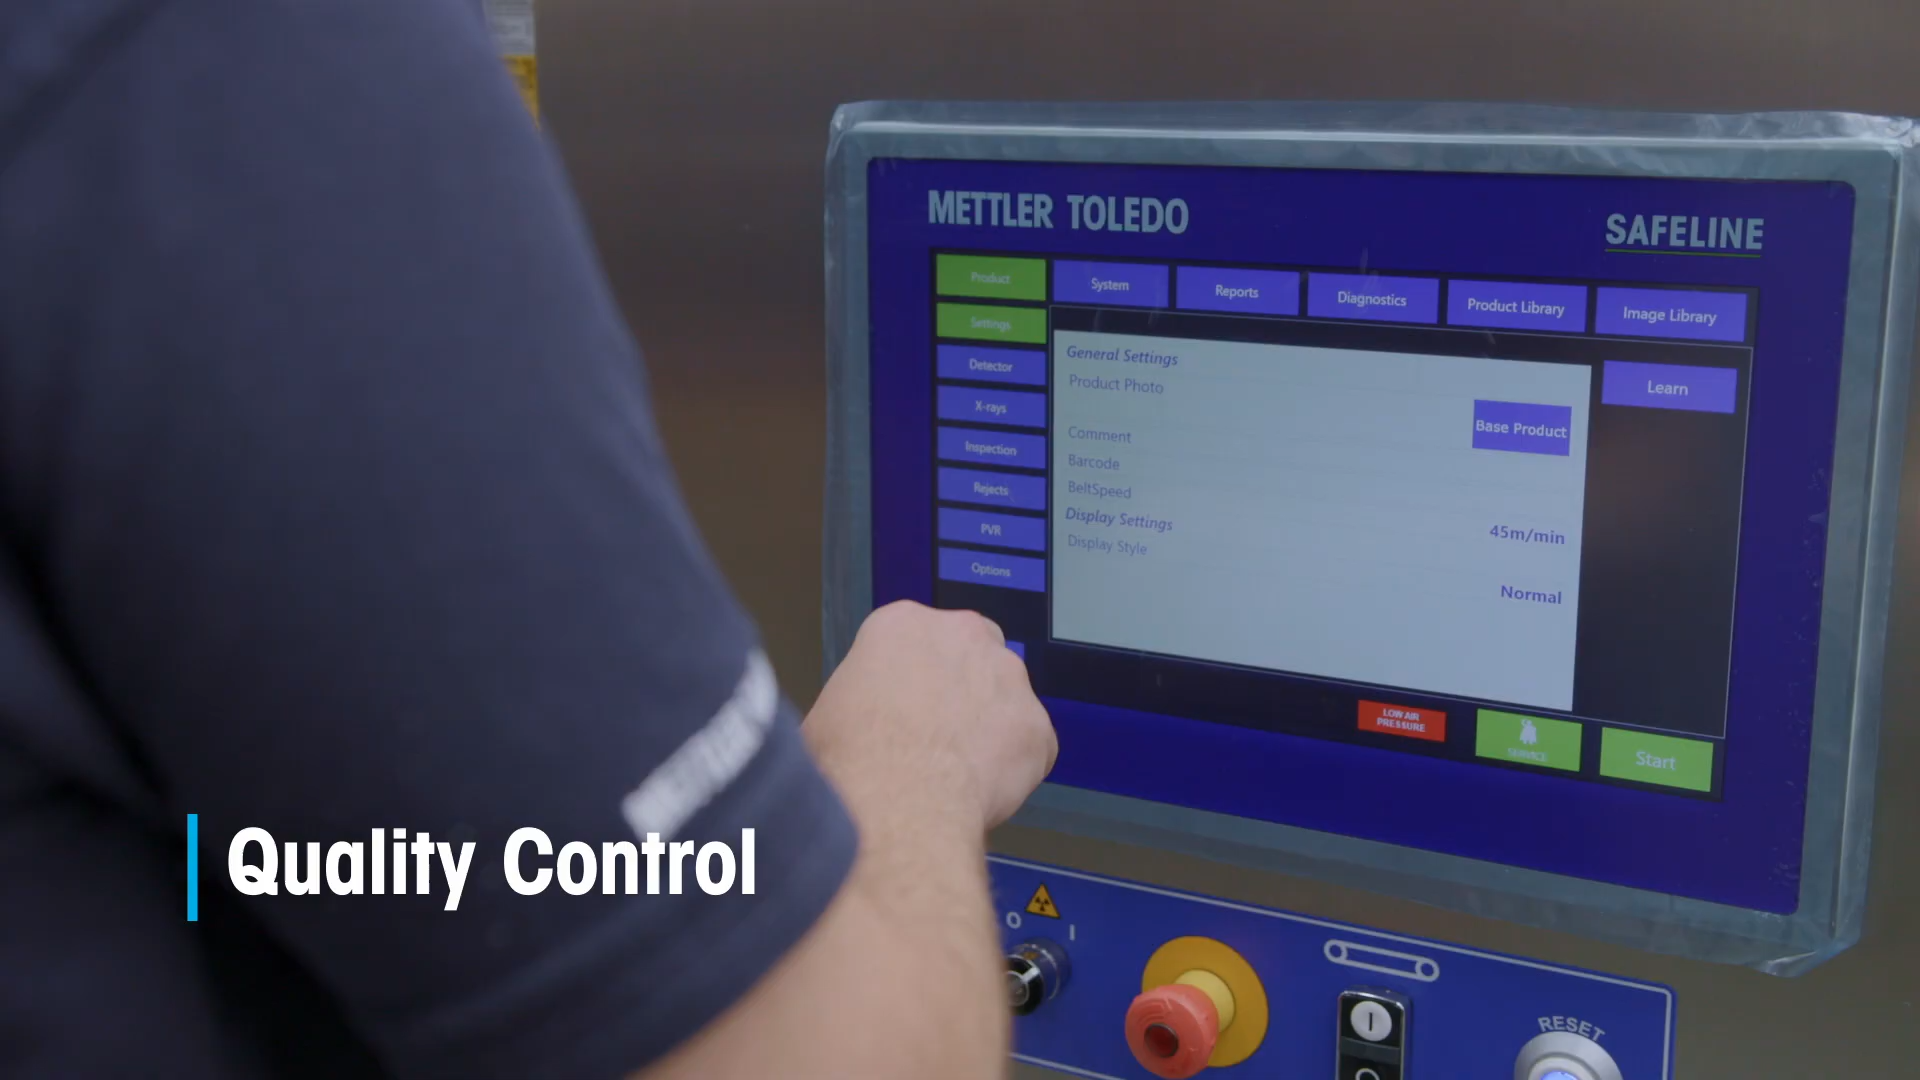 METTLER TOLEDO
SAFELINE
Product
System
Reports
Diagnostics
Product Library
Image Library
Settings
Detector
X-rays
Inspection
Rejects
PVR
Options
General Settings
Product Photo
Base Product
Comment
Barcode
BeltSpeed
45m/min
Display Settings
Display Style
Normal
Learn
LOW AIR
PRESSURE
SERVICE
Start
Quality Control
O
I
I
O
RESET